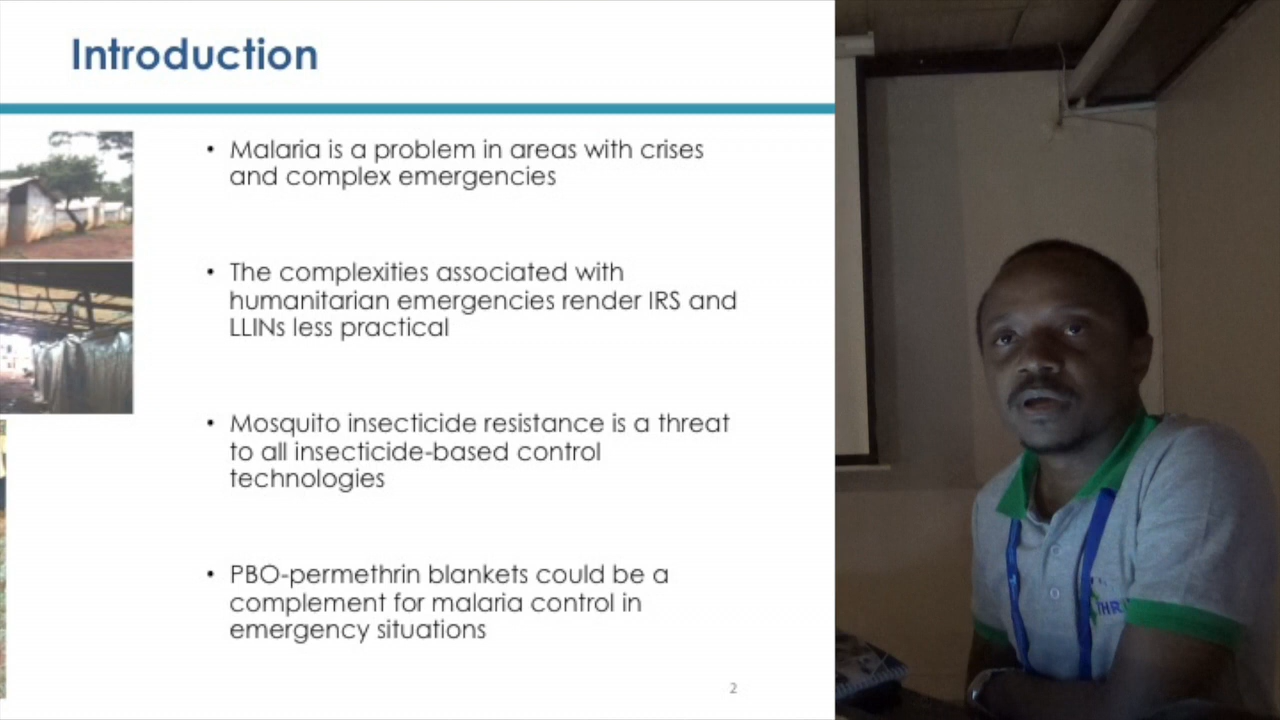 Introduction
• Malaria is a problem in areas with crises
and complex emergencies
• The complexities associated with
humanitarian emergencies render IRS and
LLINs less practical
• Mosquito insecticide resistance is a threat
to all insecticide-based control
technologies
• PBO-permethrin blankets could be a
complement for malaria control in
emergency situations
2